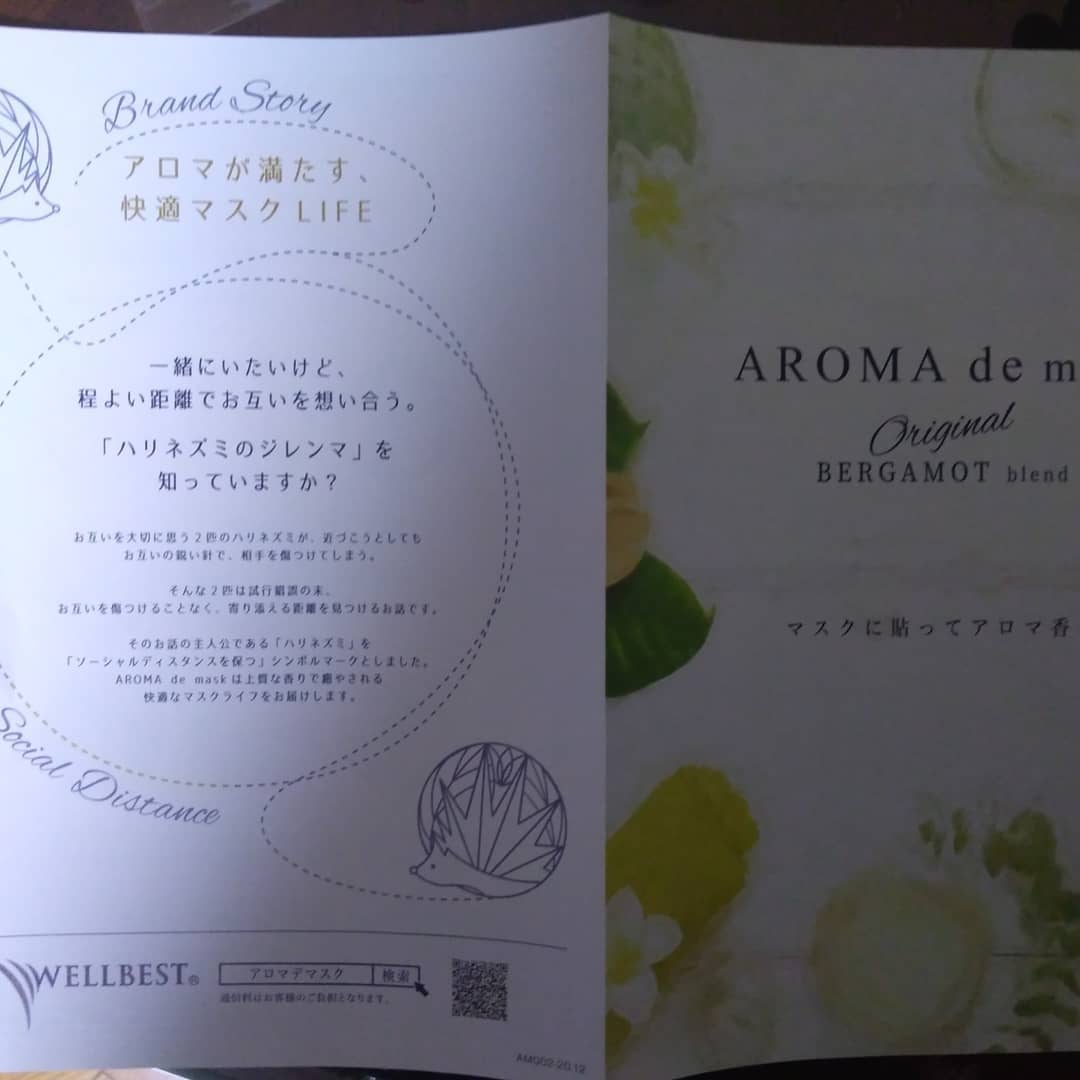 Brand Story
アロマが満たす、
快適マスクLIFE
一緒にいたいけど、
程よい距離でお互いを想い合う。
「ハリネズミのジレンマ」を
知っていますか？
お互いを大切に思う２匹のハリネズミが、近づこうとしても
お互いの鋭い針で、相手を傷つけてしまう。
そんな２匹は試行錯誤の末、
お互いを傷つけることなく、寄り添える距離を見つけるお話です。
そのお話の主人公である「ハリネズミ」を
「ソーシャルディスタンスを保つ」シンボルマークとしました。
AROMA de maskは上質な香りで癒やされる
快適なマスクライフをお届けします。
Social Distance
WELLBEST®
アロマデマスク 検索
通信料はお客様のご負担となります。
AM002-20.12
AROMA de m
Original
BERGAMOT blend
マスクに貼ってアロマ香